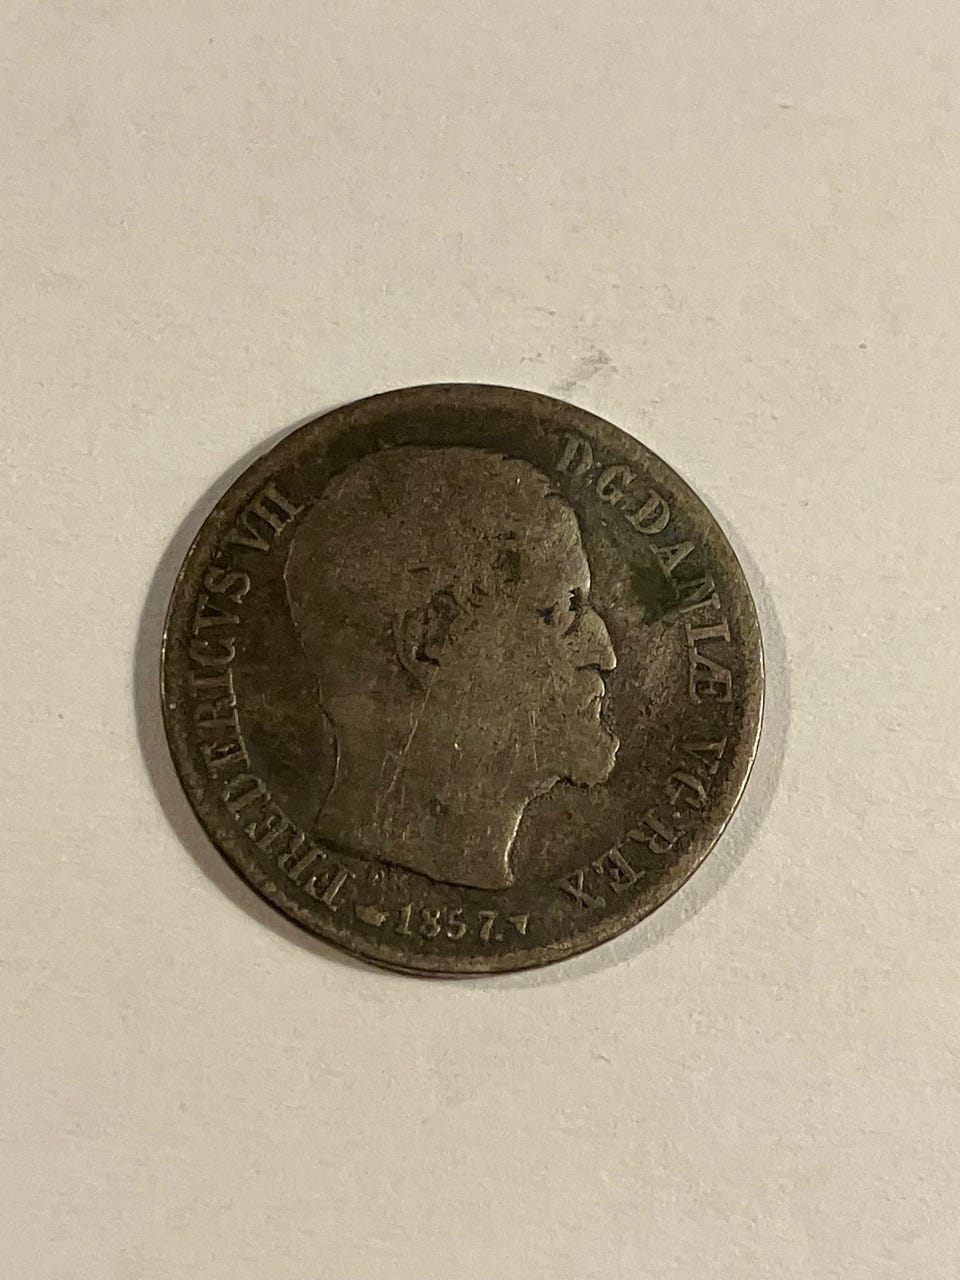 FREDERICVS VII D:G:DANIÆ V:G:REX
1857.